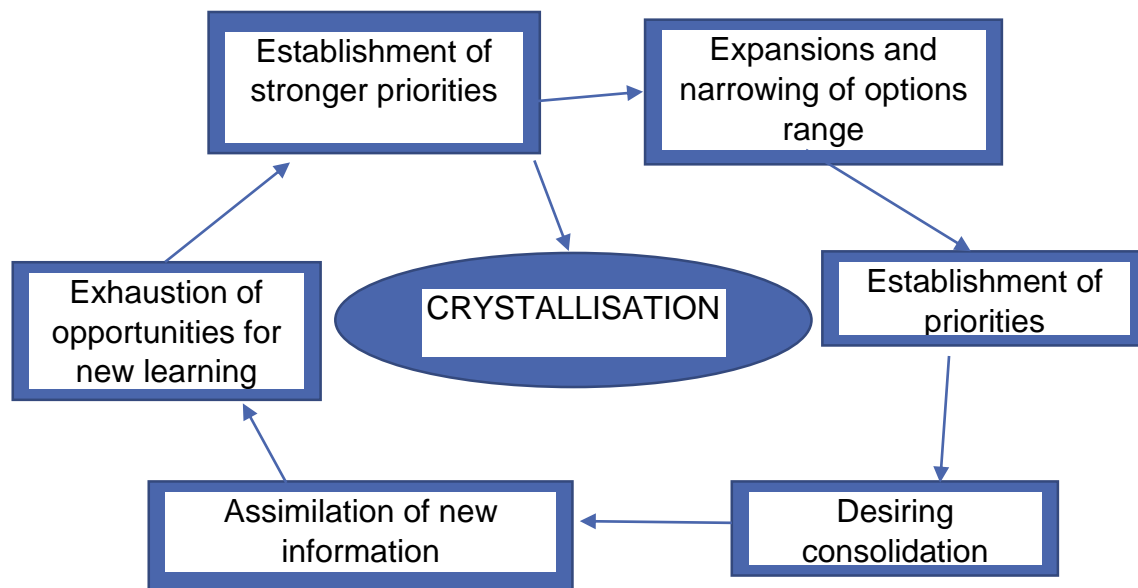 Establishment of
stronger priorities
Expansions and
narrowing of options
range
Exhaustion of
opportunities for
new learning
CRYSTALLISATION
Establishment of
priorities
Assimilation of new
information
Desiring
consolidation